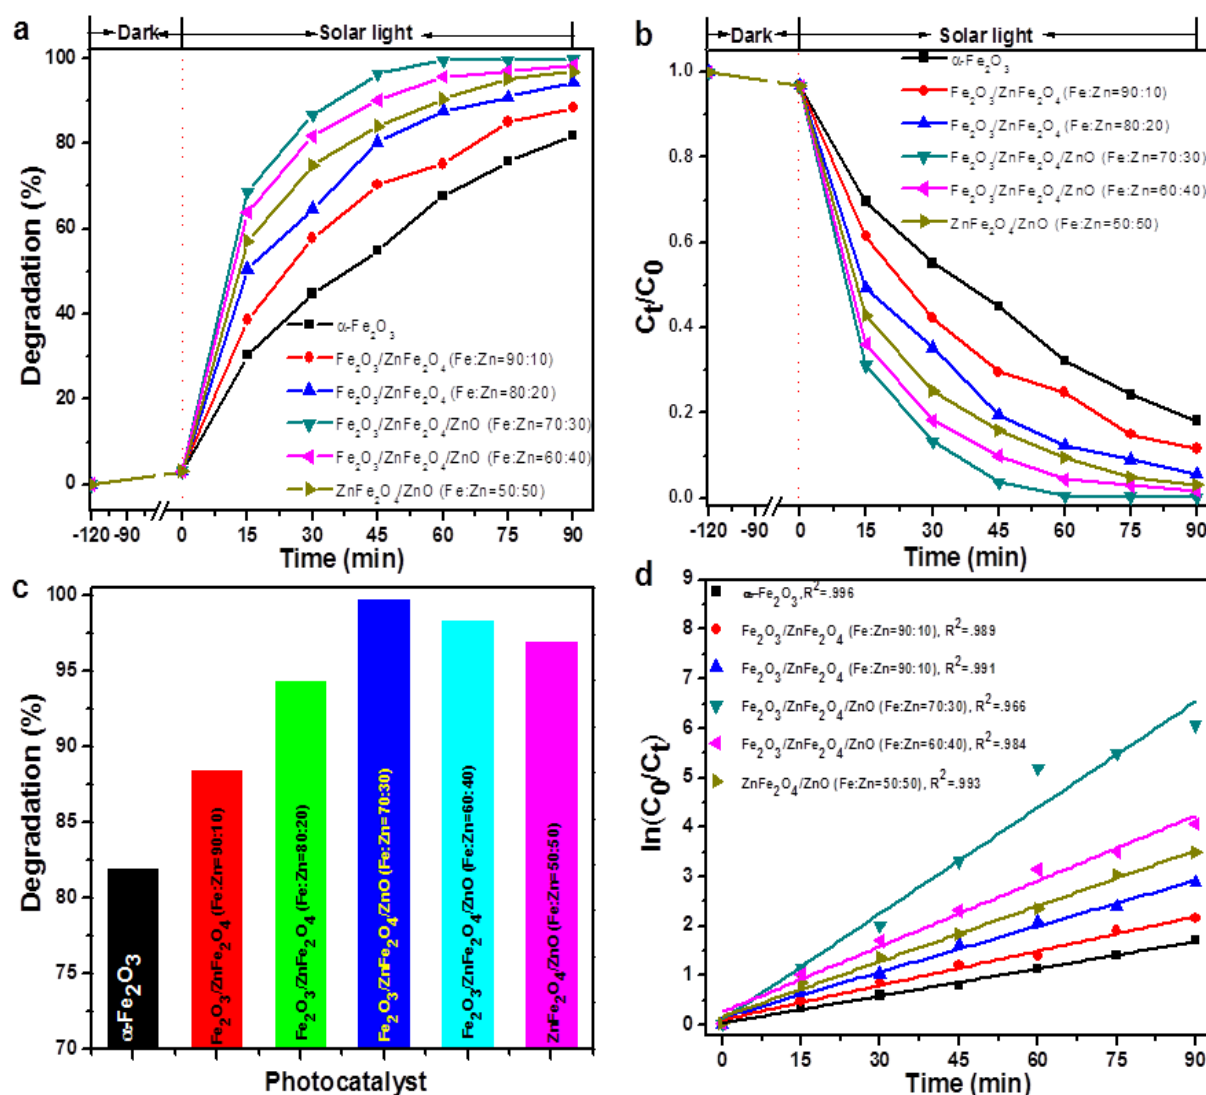 a
Dark
Solar light
Degradation (%)
100
80
60
40
20
0
α-Fe2O3
Fe2O3/ZnFe2O4 (Fe:Zn=90:10)
Fe2O3/ZnFe2O4 (Fe:Zn=80:20)
Fe2O3/ZnFe2O4/ZnO (Fe:Zn=70:30)
Fe2O3/ZnFe2O4/ZnO (Fe:Zn=60:40)
ZnFe2O4/ZnO (Fe:Zn=50:50)
-120 -90 0 15 30 45 60 75 90
Time (min)
b
Dark
Solar light
Ct/C0
1.0
0.8
0.6
0.4
0.2
0.0
α-Fe2O3
Fe2O3/ZnFe2O4 (Fe:Zn=90:10)
Fe2O3/ZnFe2O4 (Fe:Zn=80:20)
Fe2O3/ZnFe2O4/ZnO (Fe:Zn=70:30)
Fe2O3/ZnFe2O4/ZnO (Fe:Zn=60:40)
ZnFe2O4/ZnO (Fe:Zn=50:50)
-120 -90 0 15 30 45 60 75 90
Time (min)
c
Degradation (%)
100
95
90
85
80
75
70
α-Fe2O3
Fe2O3/ZnFe2O4 (Fe:Zn=90:10)
Fe2O3/ZnFe2O4 (Fe:Zn=80:20)
Fe2O3/ZnFe2O4/ZnO (Fe:Zn=70:30)
Fe2O3/ZnFe2O4/ZnO (Fe:Zn=60:40)
ZnFe2O4/ZnO (Fe:Zn=50:50)
Photocatalyst
d
ln(C0/Ct)
9
8
7
6
5
4
3
2
1
0
α-Fe2O3, R2=.996
Fe2O3/ZnFe2O4 (Fe:Zn=90:10), R2=.989
Fe2O3/ZnFe2O4 (Fe:Zn=90:10), R2=.991
Fe2O3/ZnFe2O4/ZnO (Fe:Zn=70:30), R2=.966
Fe2O3/ZnFe2O4/ZnO (Fe:Zn=60:40), R2=.984
ZnFe2O4/ZnO (Fe:Zn=50:50), R2=.993
0 15 30 45 60 75 90
Time (min)